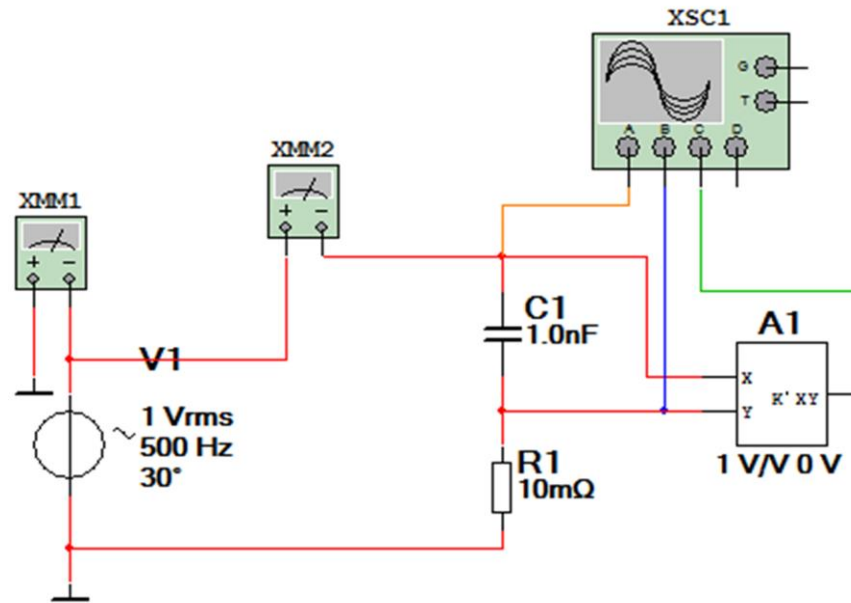 XSC1
G
T
A B C D
XMM2
+ −
XMM1
+ −
C1
1.0nF
A1
V1
X
Y
K' XY
1 Vrms
500 Hz
30°
~
1 V/V 0 V
R1
10mΩ